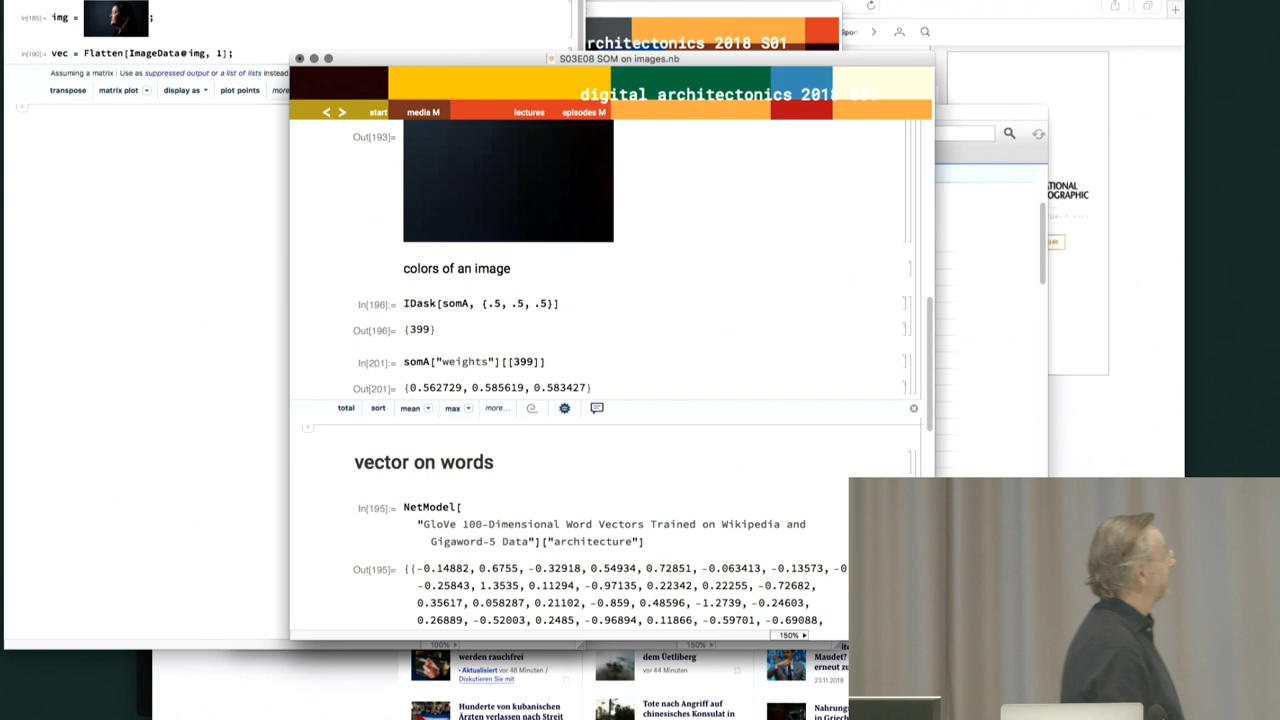 In[185]:= img = ;
In[190]:= vec = Flatten[ImageData@img, 1];
Assuming a matrix | Use as suppressed output or a list of lists instead
transpose matrix plot display as plot points more
rchitectonics 2018 S01
Spor
S03E08 SOM on images.nb
digital architectonics 2018 S01
< > start media M lectures episodes M
Out[193]=
colors of an image
In[196]:= IDask[somA, {.5, .5, .5}]
Out[196]= {399}
In[201]:= somA["weights"][[399]]
Out[201]= {0.562729, 0.585619, 0.583427}
total sort mean max more...
vector on words
In[195]:= NetModel[
"GloVe 100-Dimensional Word Vectors Trained on Wikipedia and
Gigaword-5 Data"]["architecture"]
Out[195]= {{-0.14882, 0.6755, -0.32918, 0.54934, 0.72851, -0.063413, -0.13573, -0
-0.25843, 1.3535, 0.11294, -0.97135, 0.22342, 0.22255, -0.72682,
0.35617, 0.058287, 0.21102, -0.859, 0.48596, -1.2739, -0.24603,
0.26889, -0.52003, 0.2485, -0.96894, 0.11866, -0.59701, -0.69088,
150%
100%
150%
TIONAL
OGRAPHIC
werden rauchfrei
• Aktualisiert vor 48 Minuten /
Diskutieren Sie mit
dem Üetliberg
vor 44 Minuten
Maudet?
erneut zu
23.11.2018
Hunderte von kubanischen
Ärzten verlassen nach Streit
Tote nach Angriff auf
chinesisches Konsulat in
Nahrung
in Griech